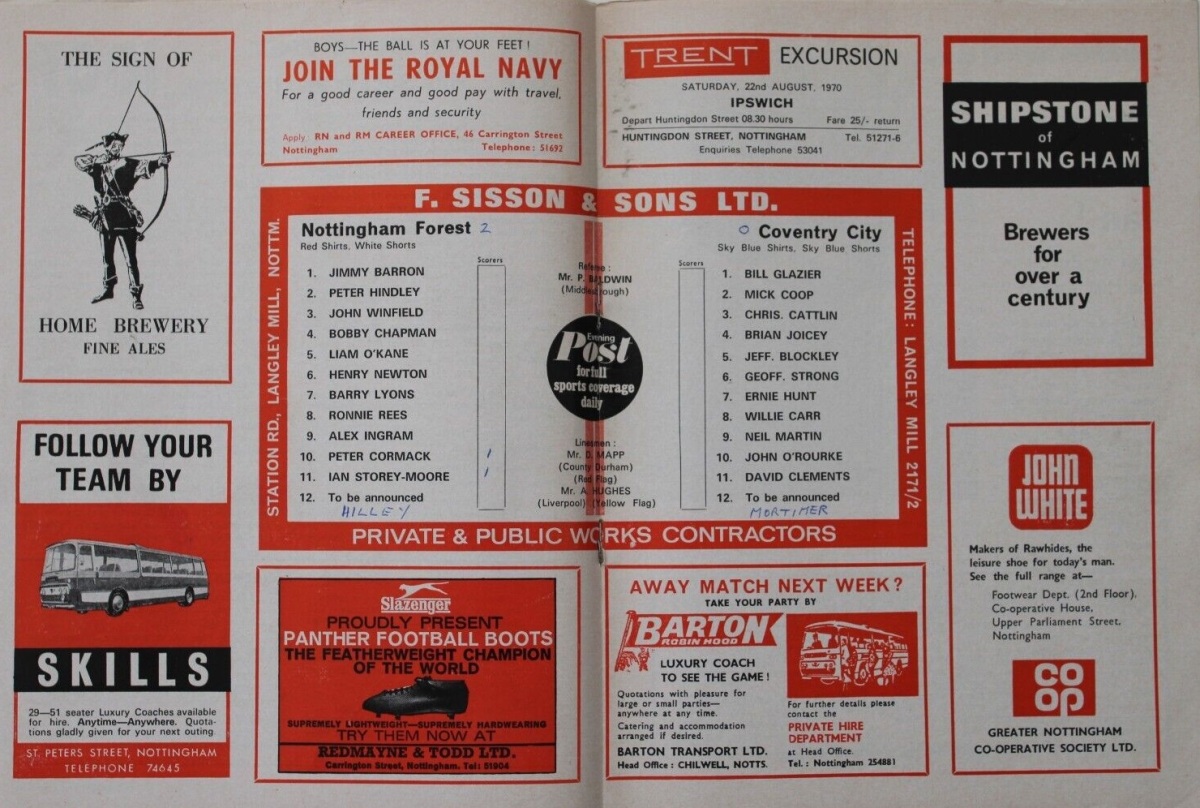 THE SIGN OF
HOME BREWERY
FINE ALES
BOYS—THE BALL IS AT YOUR FEET!
JOIN THE ROYAL NAVY
For a good career and good pay with travel,
friends and security
Apply RN and RM CAREER OFFICE, 46 Carrington Street
Nottingham Telephone: 51692
TRENT EXCURSION
SATURDAY, 22nd AUGUST, 1970
IPSWICH
Depart Huntingdon Street 08.30 hours Fare 25/- return
HUNTINGDON STREET, NOTTINGHAM Tel. 51271-6
Enquiries Telephone 53041
SHIPSTONE
of
NOTTINGHAM
Brewers
for
over a
century
F. SISSON & SONS LTD.
STATION RD., LANGLEY MILL, NOTTM.
Nottingham Forest 2
Red Shirts, White Shorts
Scorers
1. JIMMY BARRON
2. PETER HINDLEY
3. JOHN WINFIELD
4. BOBBY CHAPMAN
5. LIAM O'KANE
6. HENRY NEWTON
7. BARRY LYONS
8. RONNIE REES
9. ALEX INGRAM
10. PETER CORMACK 1
11. IAN STOREY-MOORE 1
12. To be announced
HILLEY
Referee:
Mr. P. BALDWIN
(Middlesbrough)
Evening
Post
for full
sports coverage
daily
Linesmen:
Mr. D. MAPP
(County Durham)
(Red Flag)
Mr. A. HUGHES
(Liverpool) (Yellow Flag)
0 Coventry City
Sky Blue Shirts, Sky Blue Shorts
Scorers
1. BILL GLAZIER
2. MICK COOP
3. CHRIS. CATTLIN
4. BRIAN JOICEY
5. JEFF. BLOCKLEY
6. GEOFF. STRONG
7. ERNIE HUNT
8. WILLIE CARR
9. NEIL MARTIN
10. JOHN O'ROURKE
11. DAVID CLEMENTS
12. To be announced
MORTIMER
TELEPHONE: LANGLEY MILL 2171/2
PRIVATE & PUBLIC WORKS CONTRACTORS
FOLLOW YOUR
TEAM BY
SKILLS
29—51 seater Luxury Coaches available
for hire. Anytime—Anywhere. Quota-
tions gladly given for your next outing
ST. PETERS STREET, NOTTINGHAM
TELEPHONE 74645
Slazenger
PROUDLY PRESENT
PANTHER FOOTBALL BOOTS
THE FEATHERWEIGHT CHAMPION
OF THE WORLD
SUPREMELY LIGHTWEIGHT—SUPREMELY HARDWEARING
TRY THEM NOW AT
REDMAYNE & TODD LTD.
Carrington Street, Nottingham. Tel: 51904
AWAY MATCH NEXT WEEK?
TAKE YOUR PARTY BY
BARTON
ROBIN HOOD
LUXURY COACH
TO SEE THE GAME!
Quotations with pleasure for
large or small parties—
anywhere at any time.
Catering and accommodation
arranged if desired.
BARTON TRANSPORT LTD.
Head Office: CHILWELL, NOTTS.
For further details please
contact the
PRIVATE HIRE
DEPARTMENT
at Head Office.
Tel.: Nottingham 254881
JOHN
WHITE
Makers of Rawhides, the
leisure shoe for today's man.
See the full range at—
Footwear Dept. (2nd Floor).
Co-operative House,
Upper Parliament Street,
Nottingham
CO
OP
GREATER NOTTINGHAM
CO-OPERATIVE SOCIETY LTD.